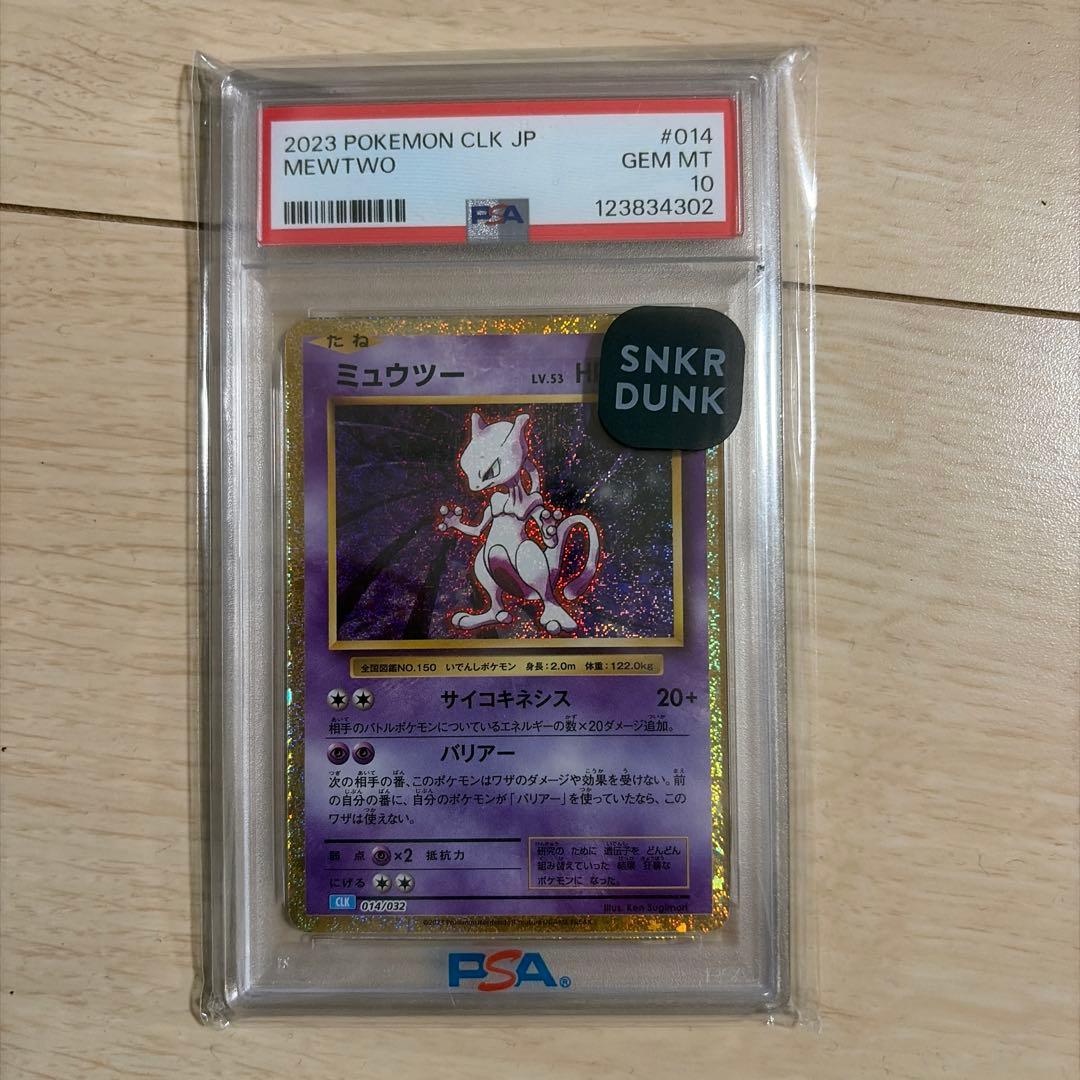 2023 POKEMON CLK JP #014
MEWTWO GEM MT
10
PSA 123834302
たね
ミュウツー LV.53 H
SNKR
DUNK
全国図鑑NO.150 いでんしポケモン 身長:2.0m 体重:122.0kg
サイコキネシス 20+
相手のバトルポケモンについているエネルギーの数×20ダメージ追加。
バリアー
次の相手の番、このポケモンはワザのダメージや効果を受けない。前
の自分の番に、自分のポケモンが「バリアー」を使っていたなら、この
ワザは使えない。
弱点 ×2 抵抗力
にげる
研究の ために 遺伝子を どんどん
組み替えていった 結果 狂暴な
ポケモンに なった。
CLK 014/032
Illus. Ken Sugimori
PSA®